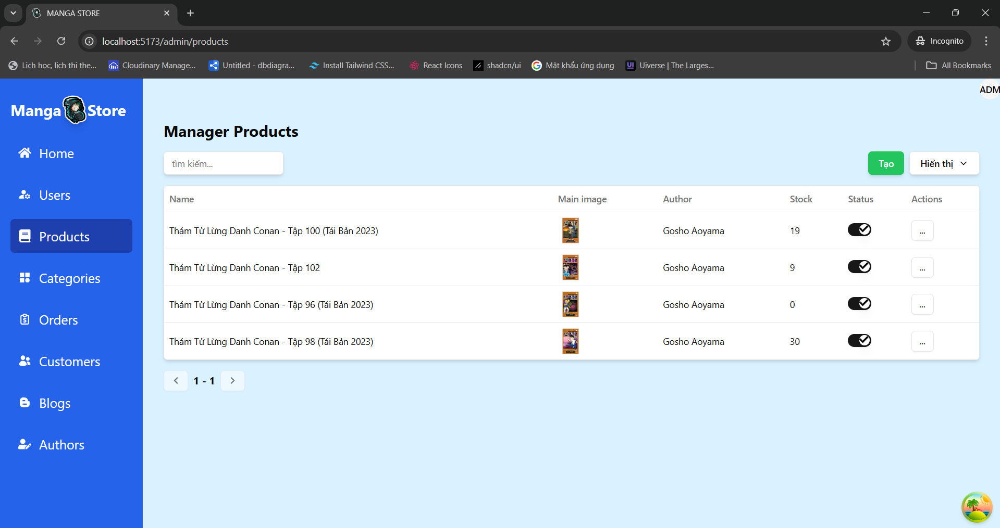 MANGA STORE
localhost:5173/admin/products
Incognito
Lịch học, lịch thi the...
Cloudinary Manage...
Untitled - dbdiagra...
Install Tailwind CSS...
React Icons
shadcn/ui
Mật khẩu ứng dụng
UI
Uiverse | The Larges...
All Bookmarks
Manga Store
ADM
Home
Users
Products
Categories
Orders
Customers
Blogs
Authors
Manager Products
tìm kiếm...
Tạo
Hiển thị
Name Main image Author Stock Status Actions
Thám Tử Lừng Danh Conan - Tập 100 (Tái Bản 2023) Gosho Aoyama 19 ...
Thám Tử Lừng Danh Conan - Tập 102 Gosho Aoyama 9 ...
Thám Tử Lừng Danh Conan - Tập 96 (Tái Bản 2023) Gosho Aoyama 0 ...
Thám Tử Lừng Danh Conan - Tập 98 (Tái Bản 2023) Gosho Aoyama 30 ...
1 - 1